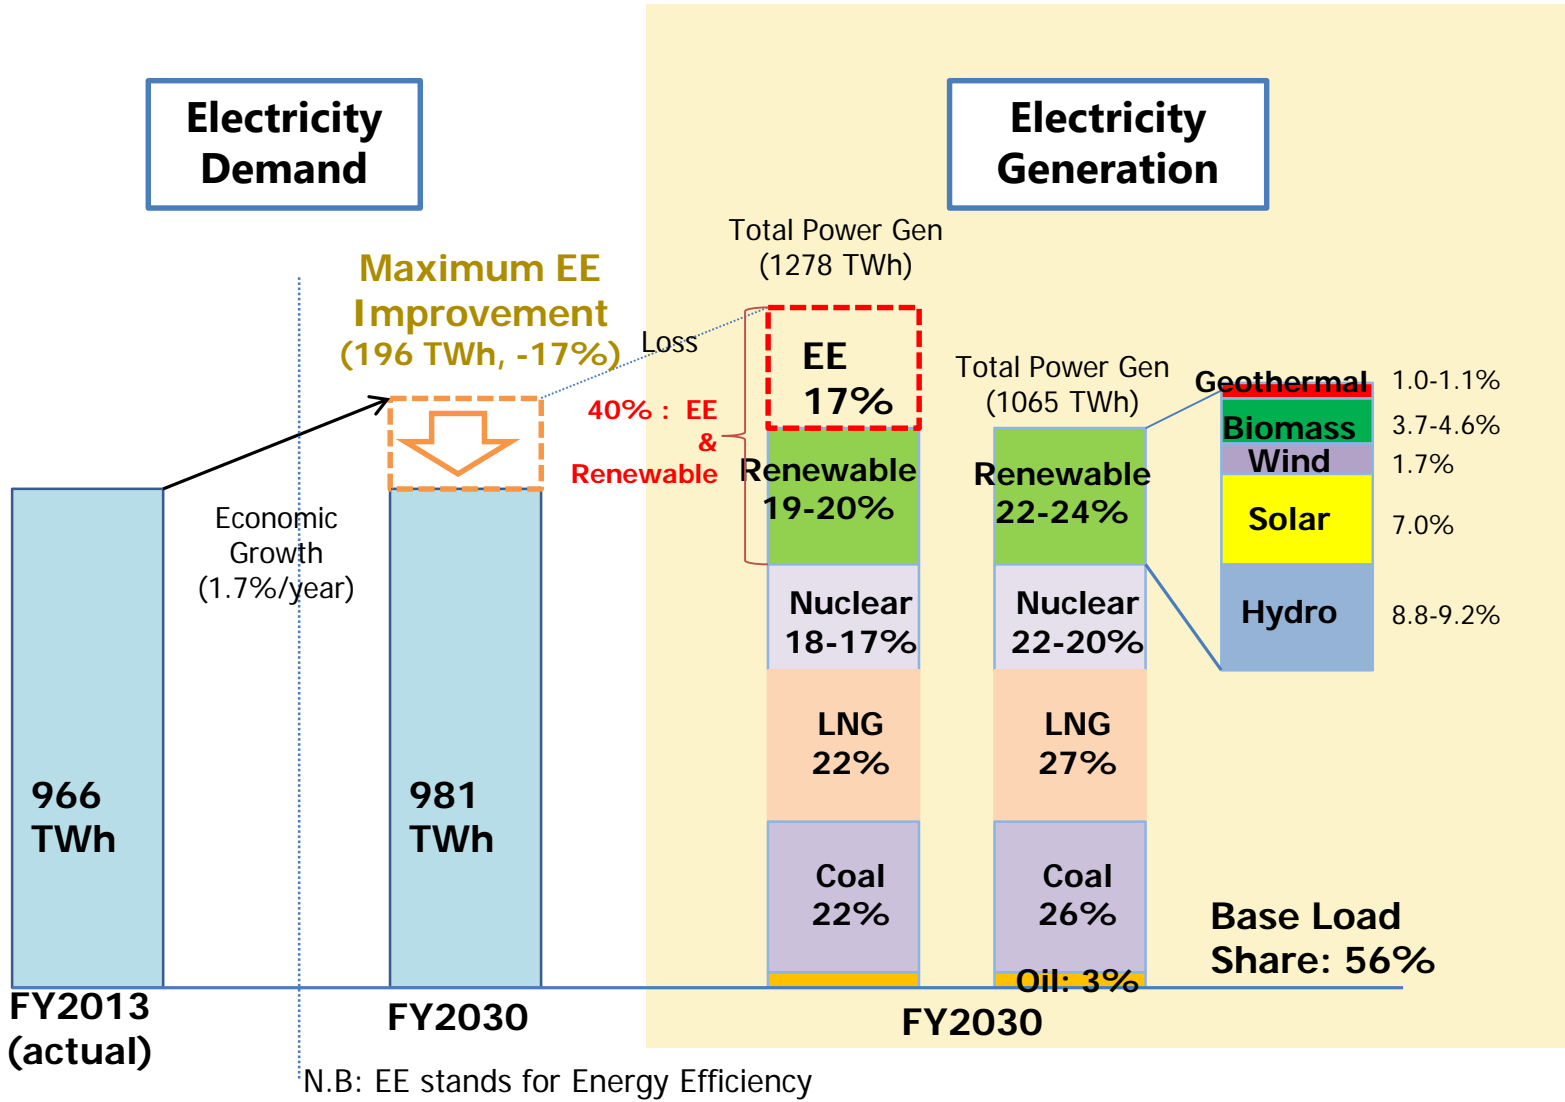 Electricity
Demand
Electricity
Generation
Maximum EE
Improvement
(196 TWh, -17%)
Loss
Economic
Growth
(1.7%/year)
966
TWh
981
TWh
FY2013
(actual)
FY2030
Total Power Gen
(1278 TWh)
EE
17%
40% : EE
&
Renewable
Renewable
19-20%
Nuclear
18-17%
LNG
22%
Coal
22%
Total Power Gen
(1065 TWh)
Renewable
22-24%
Nuclear
22-20%
LNG
27%
Coal
26%
Oil: 3%
FY2030
Geothermal 1.0-1.1%
Biomass 3.7-4.6%
Wind 1.7%
Solar 7.0%
Hydro 8.8-9.2%
Base Load
Share: 56%
N.B: EE stands for Energy Efficiency